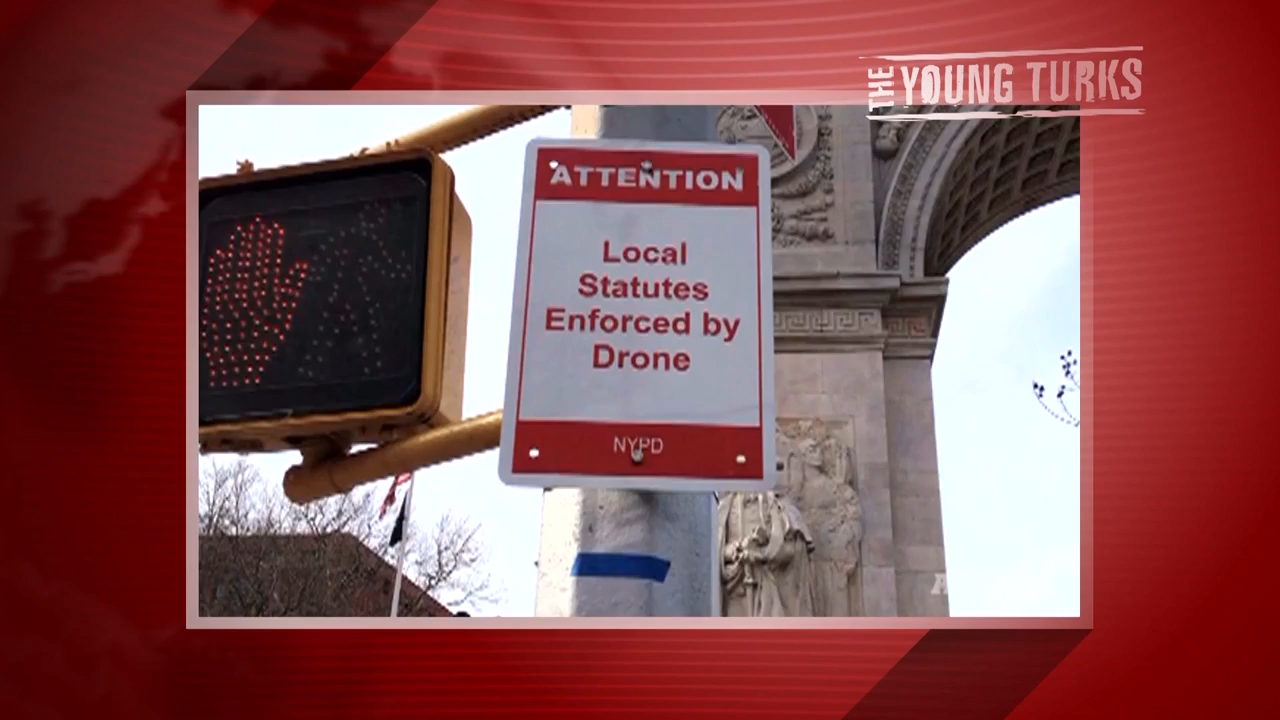 THE YOUNG TURKS
ATTENTION
Local
Statutes
Enforced by
Drone
NYPD